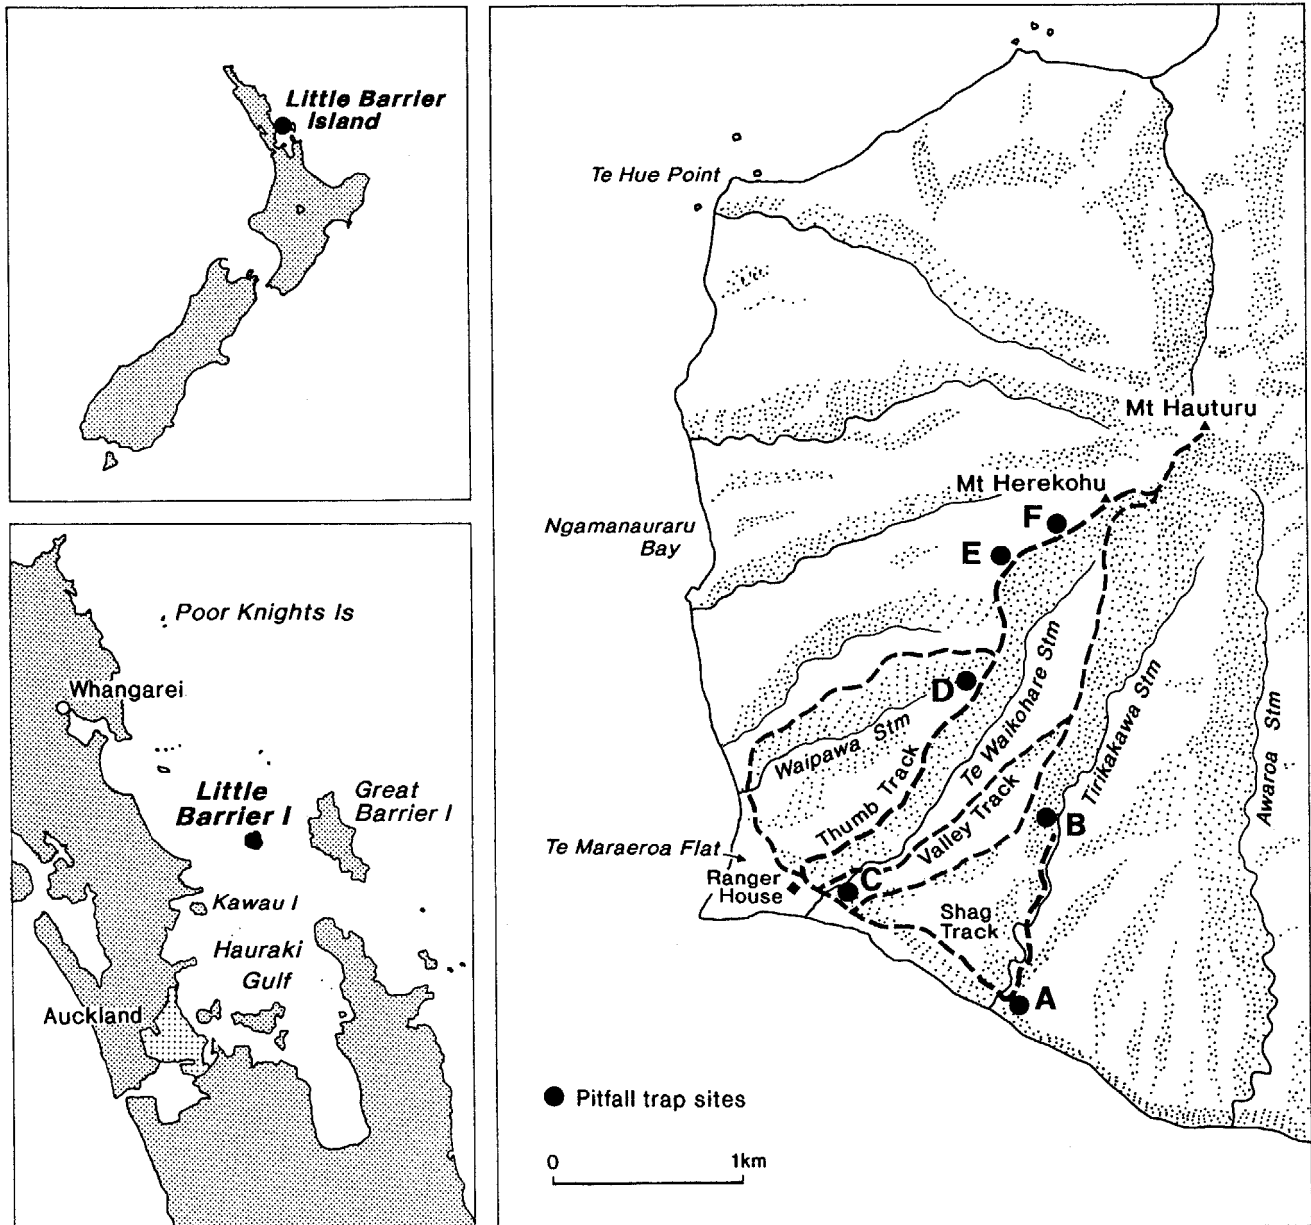 Little Barrier
Island
Poor Knights Is
Whangarei
Little
Barrier I
Great
Barrier I
Kawau I
Hauraki
Gulf
Auckland
Te Hue Point
Mt Hauturu
Mt Herekohu
F
Ngamanauraru
Bay
E
D
Waipawa Stm
Te Waikohare Stm
Tirikakawa Stm
Awaroa Stm
Thumb Track
Valley Track
B
Te Maraeroa Flat
Ranger
House
C
Shag
Track
A
Pitfall trap sites
0 1km